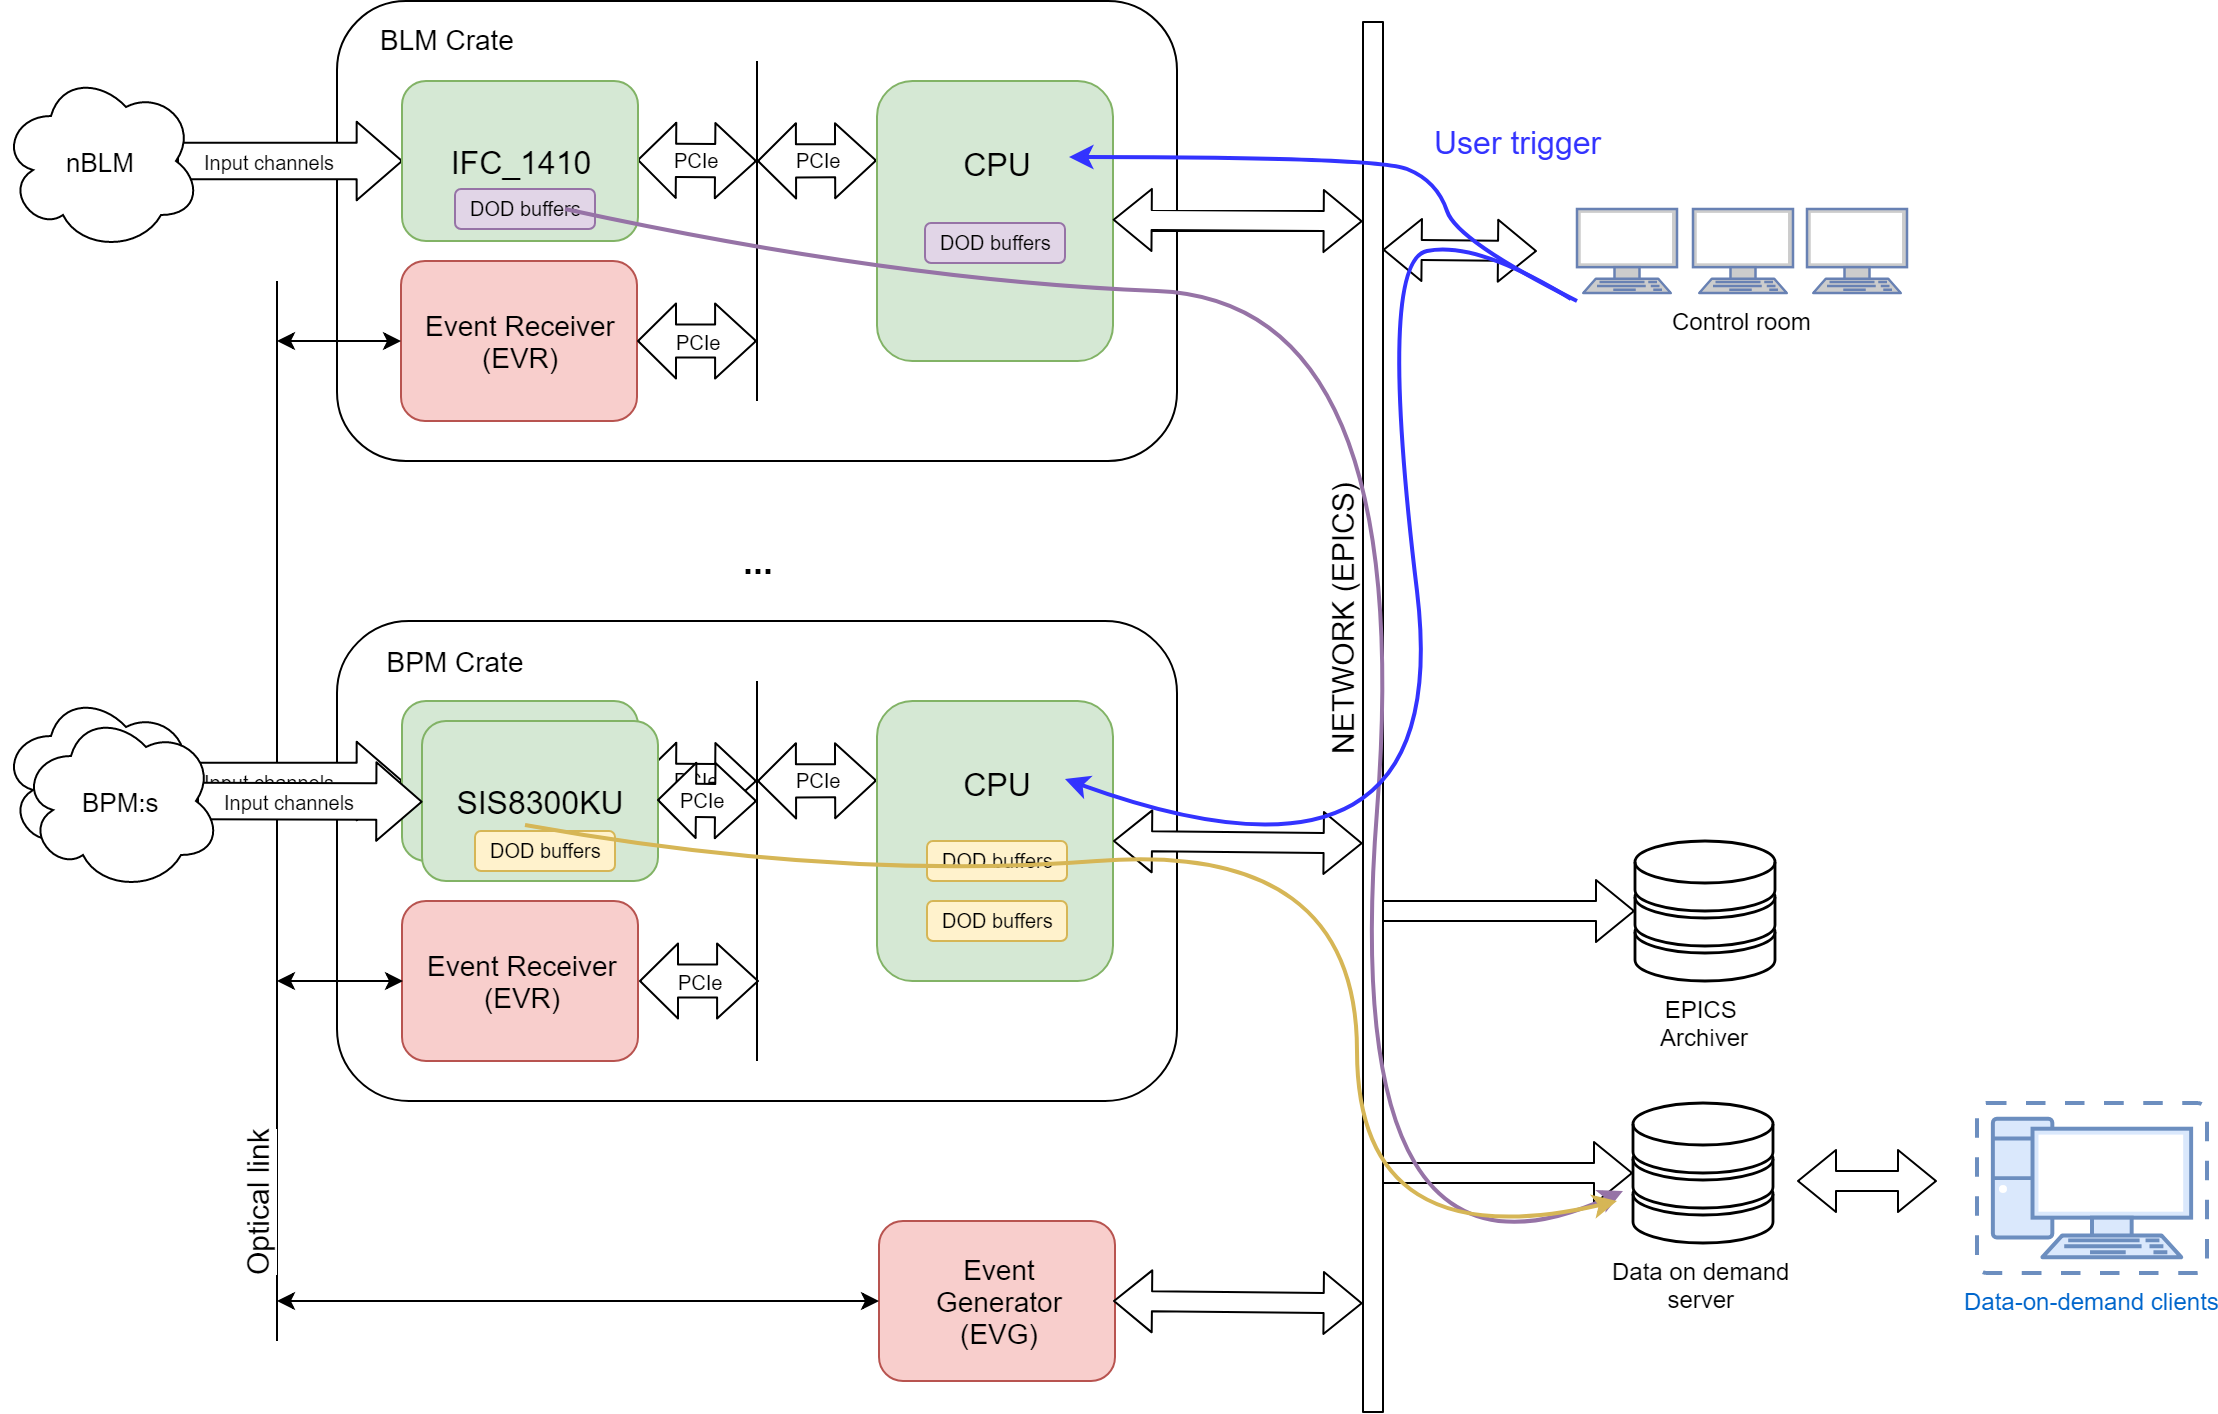 BLM Crate
nBLM
Input channels
IFC_1410
DOD buffers
PCIe
PCIe
CPU
DOD buffers
User trigger
Control room
Event Receiver
(EVR)
PCIe
...
NETWORK (EPICS)
BPM Crate
BPM:s
Input channels
Input channels
SIS8300KU
DOD buffers
PCIe
PCIe
PCIe
CPU
DOD buffers
DOD buffers
Event Receiver
(EVR)
PCIe
EPICS
Archiver
Optical link
Event
Generator
(EVG)
Data on demand
server
Data-on-demand clients